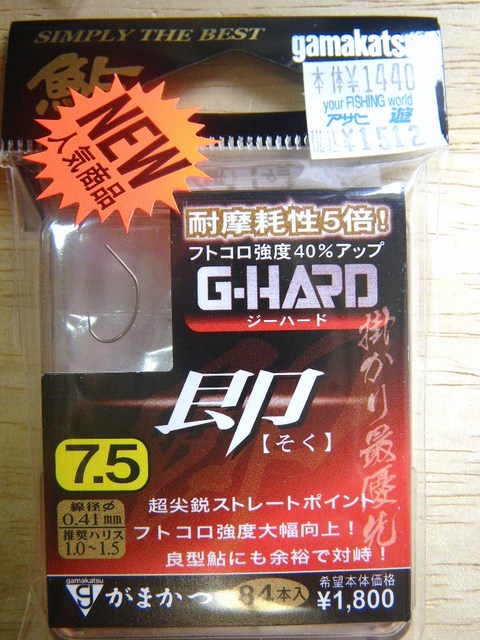 SIMPLY THE BEST
鮎
gamakatsu
本体¥1440
your FISHING world
アサヒ 遊
税込¥1512
NEW
人気商品
耐摩耗性5倍!
フトコロ強度40%アップ
G-HARD
ジーハード
掛かり最優先
即
【そく】
7.5
線径φ
0.41mm
推奨ハリス
1.0~1.5
超尖鋭ストレートポイント
フトコロ強度大幅向上!
良型鮎にも余裕で対峙!
gamakatsu
がまかつ
84本入
希望本体価格
¥1,800